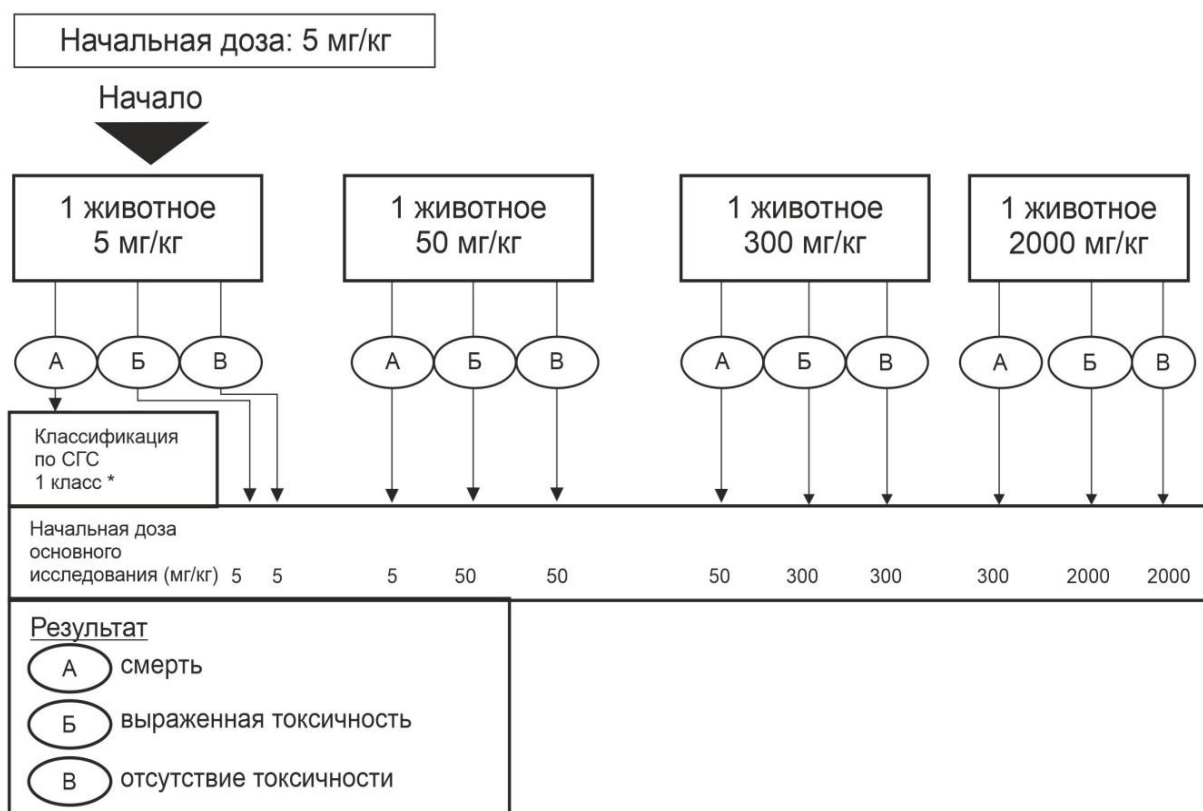 Начальная доза: 5 мг/кг
Начало
1 животное
5 мг/кг
1 животное
50 мг/кг
1 животное
300 мг/кг
1 животное
2000 мг/кг
А Б В А Б В А Б В А Б В
Классификация
по СГС
1 класс *
Начальная доза
основного
исследования (мг/кг) 5 5 5 50 50 50 300 300 300 2000 2000
Результат
А смерть
Б выраженная токсичность
В отсутствие токсичности